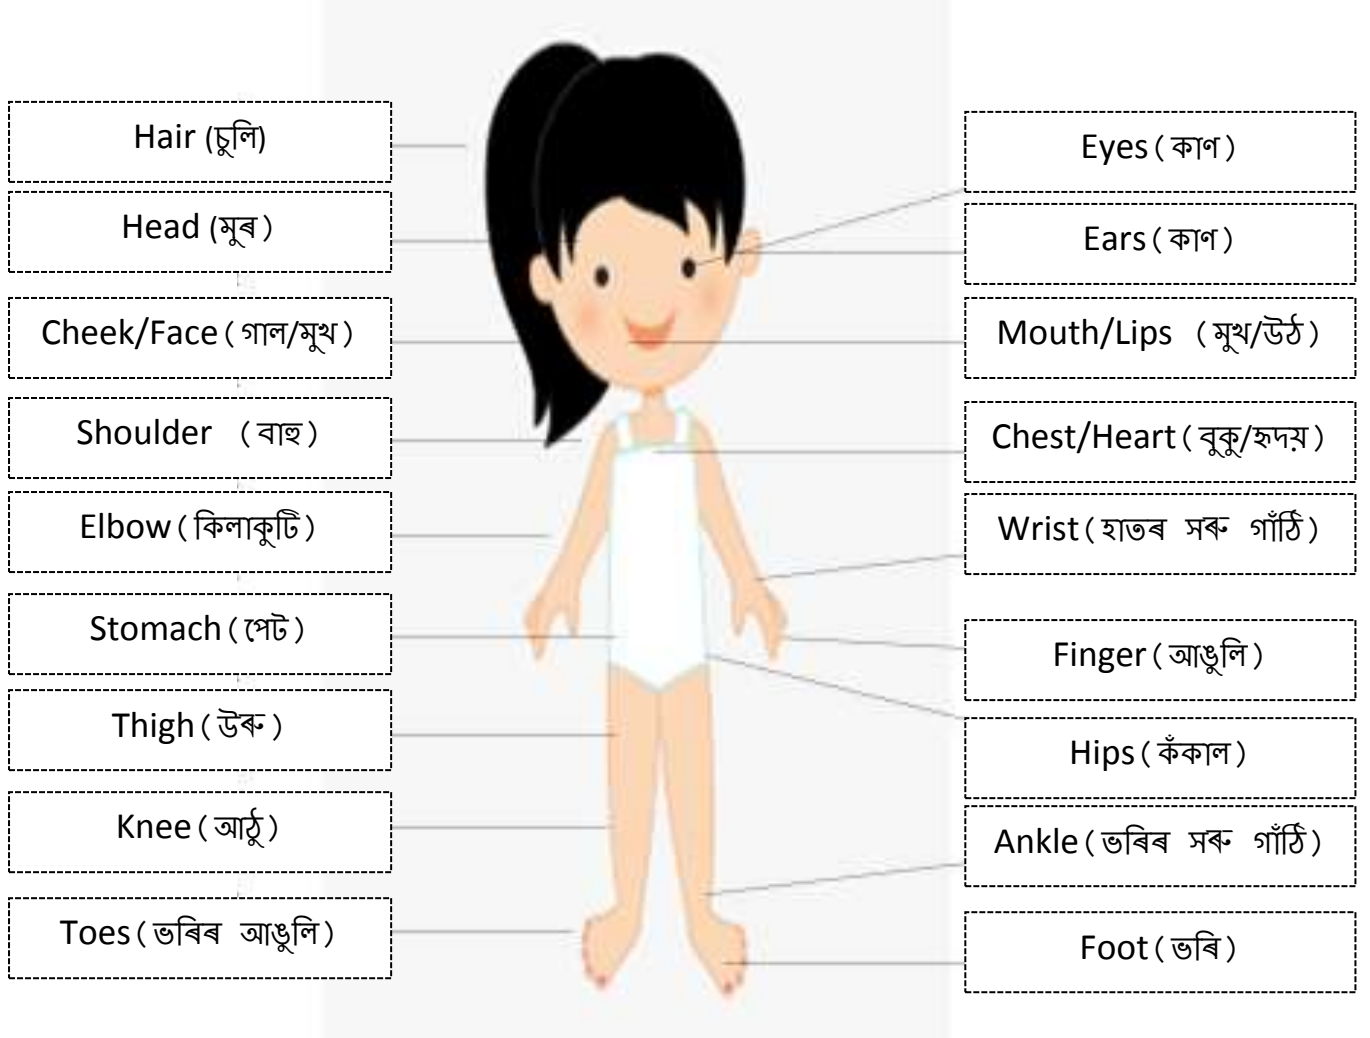 Hair (চুলি)
Head (মুৰ)
Cheek/Face (গাল/মুখ)
Shoulder (বাহু)
Elbow (কিলাকুটি)
Stomach (পেট)
Thigh (উৰু)
Knee (আঠু)
Toes (ভৰিৰ আঙুলি)
Eyes (কাণ)
Ears (কাণ)
Mouth/Lips (মুখ/উঠ)
Chest/Heart (বুকু/হৃদয়)
Wrist (হাতৰ সৰু গাঁঠি)
Finger (আঙুলি)
Hips (কঁকাল)
Ankle (ভৰিৰ সৰু গাঁঠি)
Foot (ভৰি)